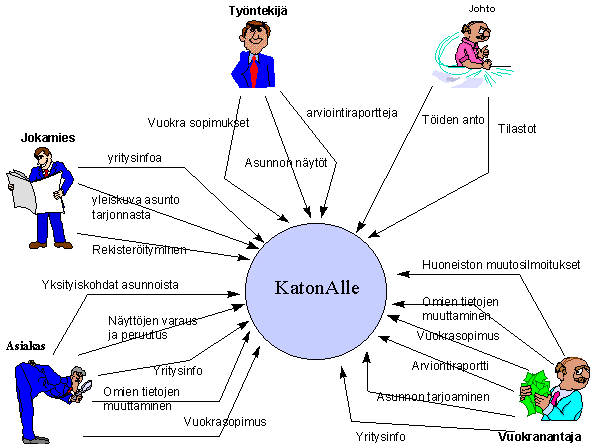 Työntekijä
Johto
Vuokra sopimukset
arviointiraportteja
Asunnon näytöt
Töiden anto
Tilastot
Jokamies
yritysinfoa
yleiskuva asunto
tarjonnasta
Rekisteröityminen
KatonAlle
Yksityiskohdat asunnoista
Näyttöjen varaus
ja peruutus
Asiakas
Yritysinfo
Omien tietojen
muuttaminen
Vuokrasopimus
Huoneiston muutosilmoitukset
Omien tietojen
muuttaminen
Vuokrasopimus
Arviontiraportti
Asunnon tarjoaminen
Yritysinfo
Vuokranantaja